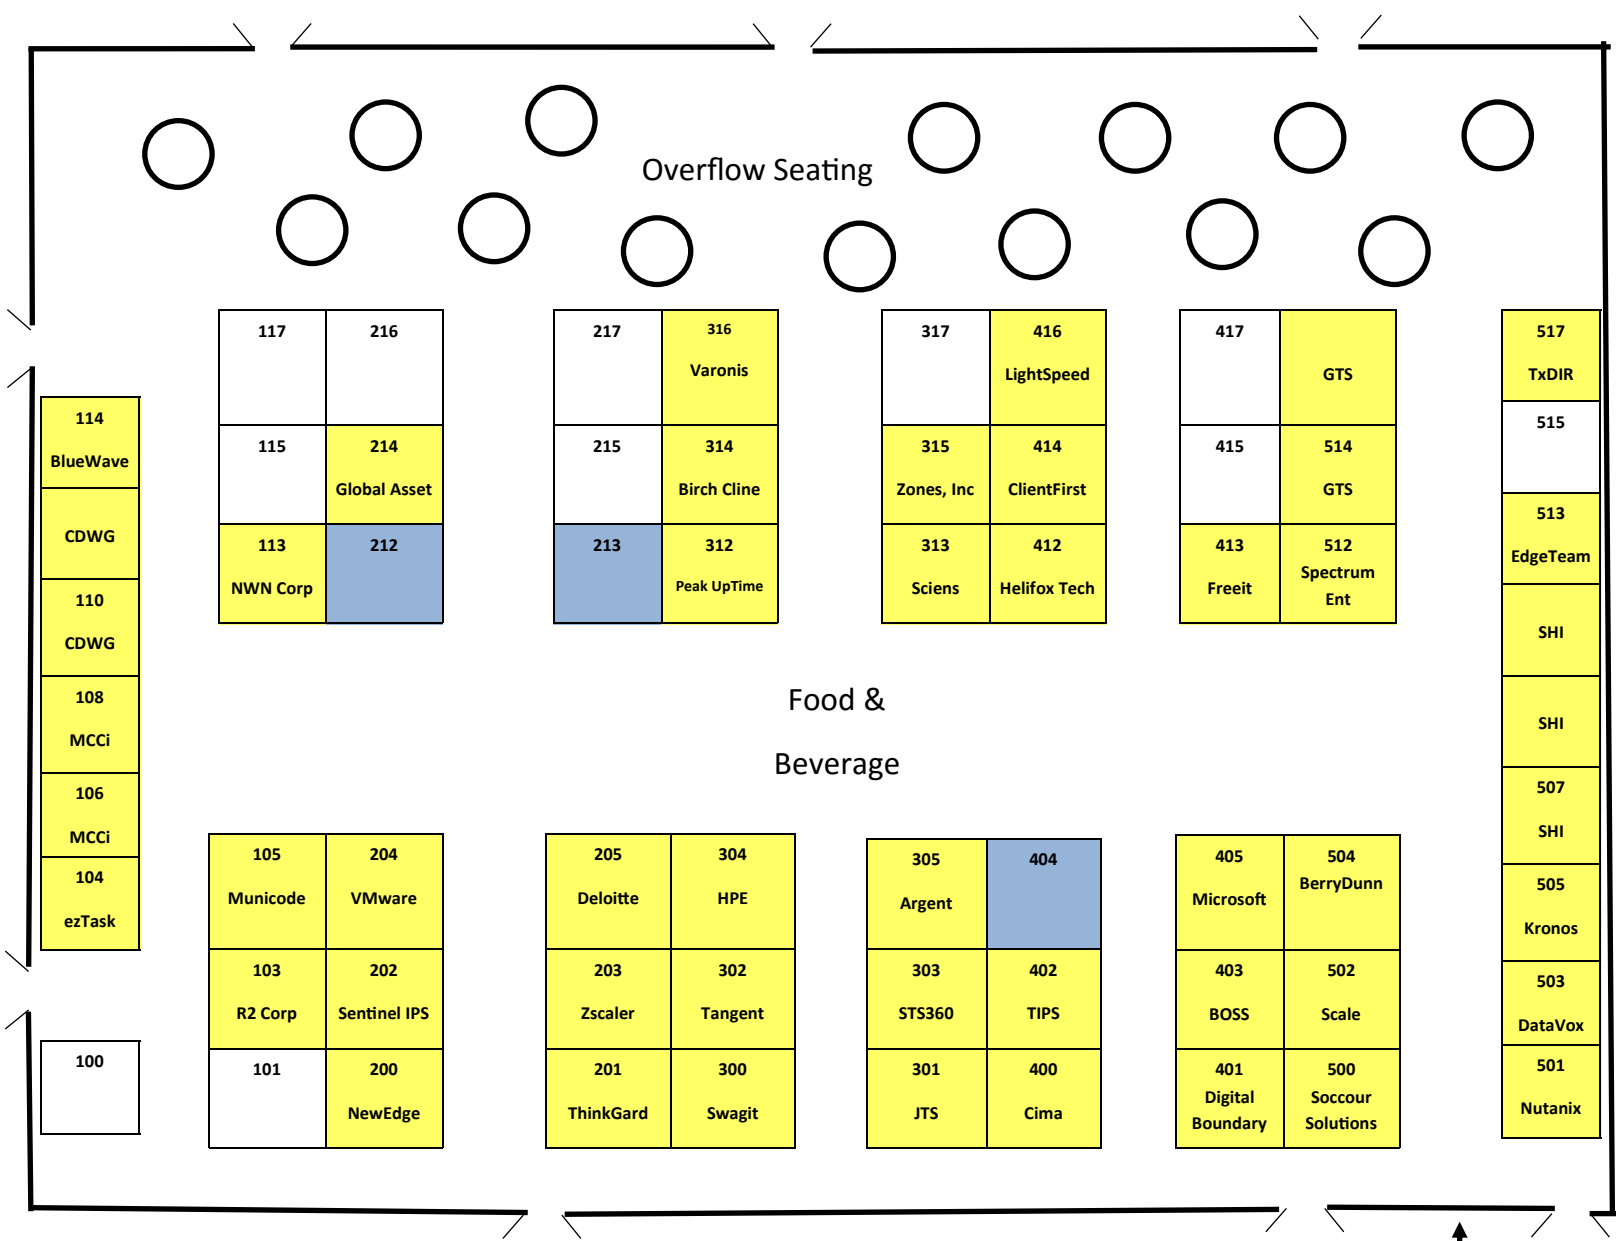 Overflow Seating
117
216
217
316
Varonis
317
416
LightSpeed
417
GTS
517
TxDIR
114
BlueWave
115
214
Global Asset
215
314
Birch Cline
315
Zones, Inc
414
ClientFirst
415
514
GTS
515
CDWG
113
NWN Corp
212
213
312
Peak UpTime
313
Sciens
412
Helifox Tech
413
Freeit
512
Spectrum
Ent
513
EdgeTeam
110
CDWG
SHI
108
MCCi
Food &
Beverage
SHI
106
MCCi
507
SHI
104
ezTask
105
Municode
204
VMware
205
Deloitte
304
HPE
305
Argent
404
405
Microsoft
504
BerryDunn
505
Kronos
103
R2 Corp
202
Sentinel IPS
203
Zscaler
302
Tangent
303
STS360
402
TIPS
403
BOSS
502
Scale
503
DataVox
100
101
200
NewEdge
201
ThinkGard
300
Swagit
301
JTS
400
Cima
401
Digital
Boundary
500
Soccour
Solutions
501
Nutanix